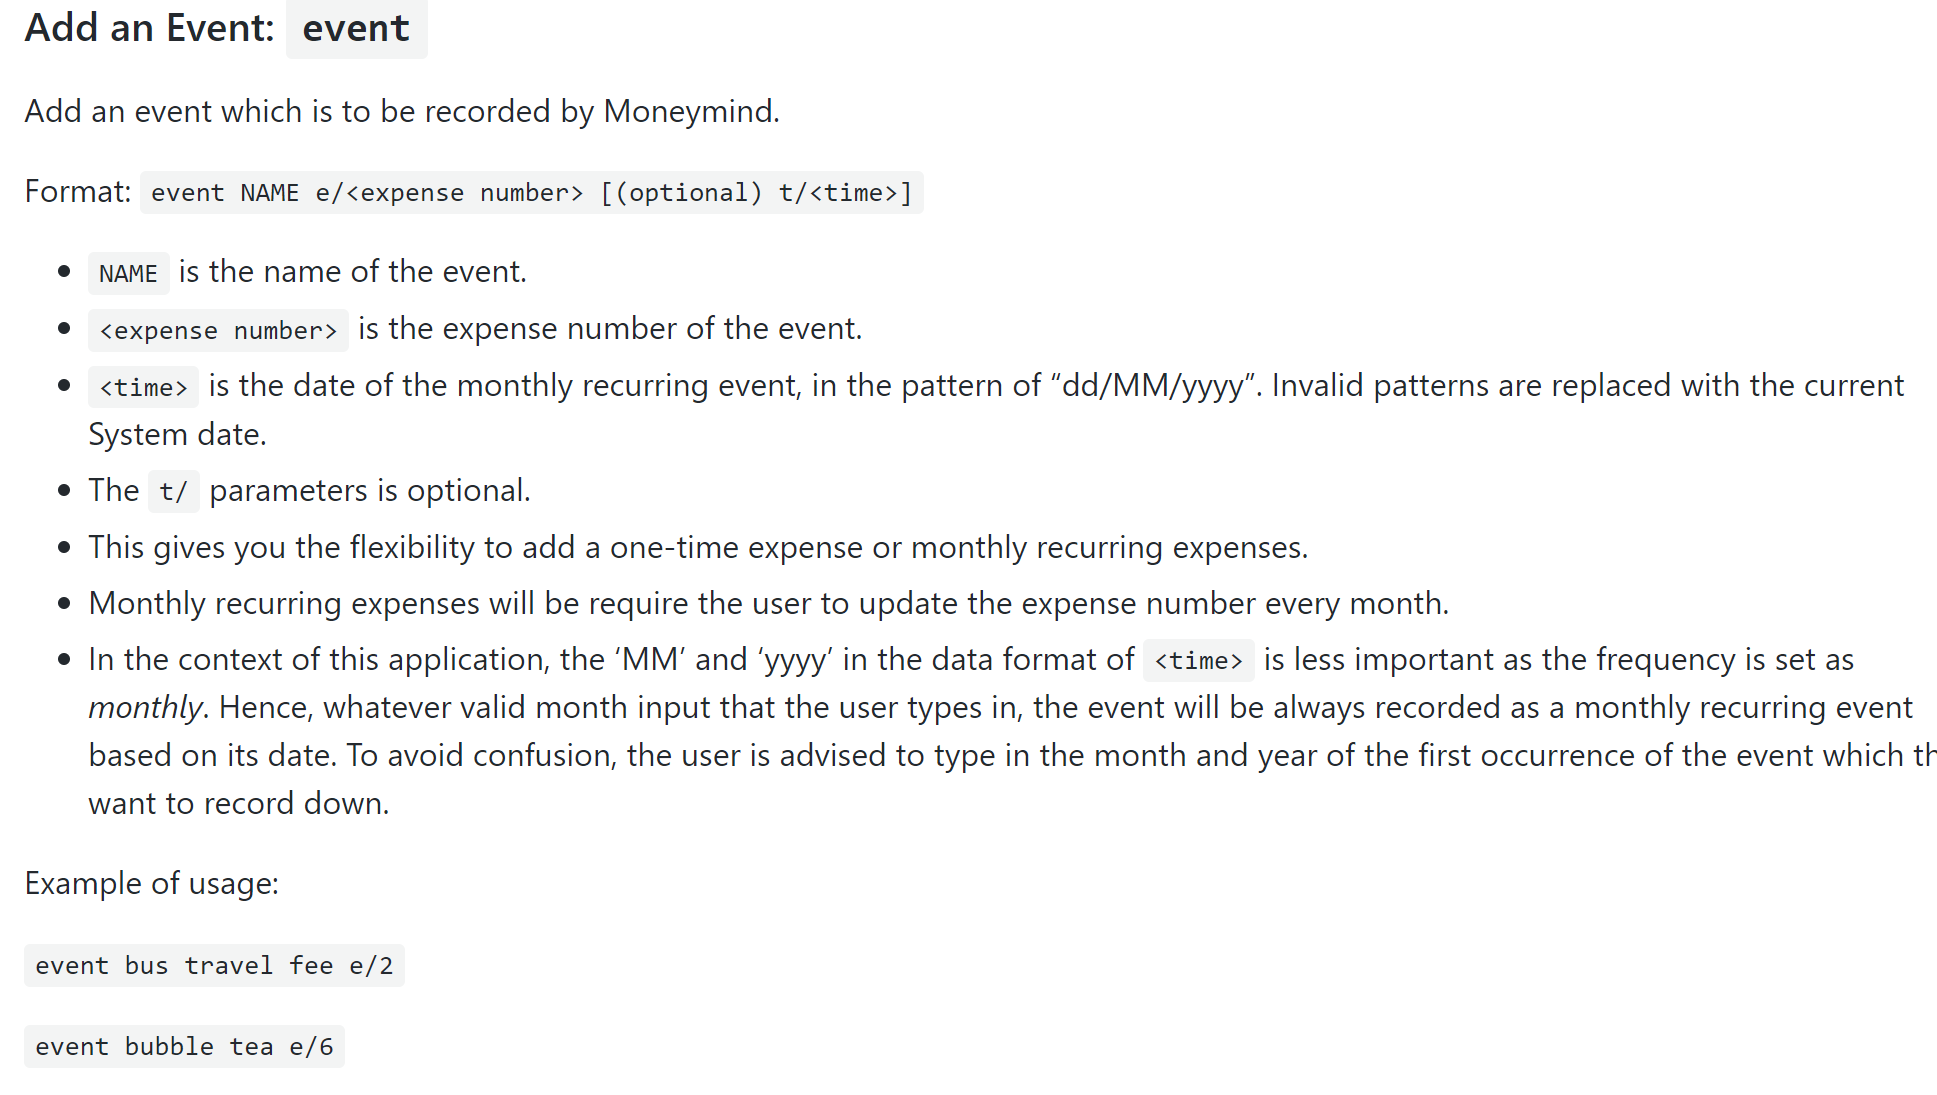 Add an Event: event
Add an event which is to be recorded by Moneymind.
Format: event NAME e/<expense number> [(optional) t/<time>]
• NAME is the name of the event.
• <expense number> is the expense number of the event.
• <time> is the date of the monthly recurring event, in the pattern of “dd/MM/yyyy”. Invalid patterns are replaced with the current
System date.
• The t/ parameters is optional.
• This gives you the flexibility to add a one-time expense or monthly recurring expenses.
• Monthly recurring expenses will be require the user to update the expense number every month.
• In the context of this application, the ‘MM’ and ‘yyyy’ in the data format of <time> is less important as the frequency is set as
monthly. Hence, whatever valid month input that the user types in, the event will be always recorded as a monthly recurring event
based on its date. To avoid confusion, the user is advised to type in the month and year of the first occurrence of the event which
want to record down.
Example of usage:
event bus travel fee e/2
event bubble tea e/6